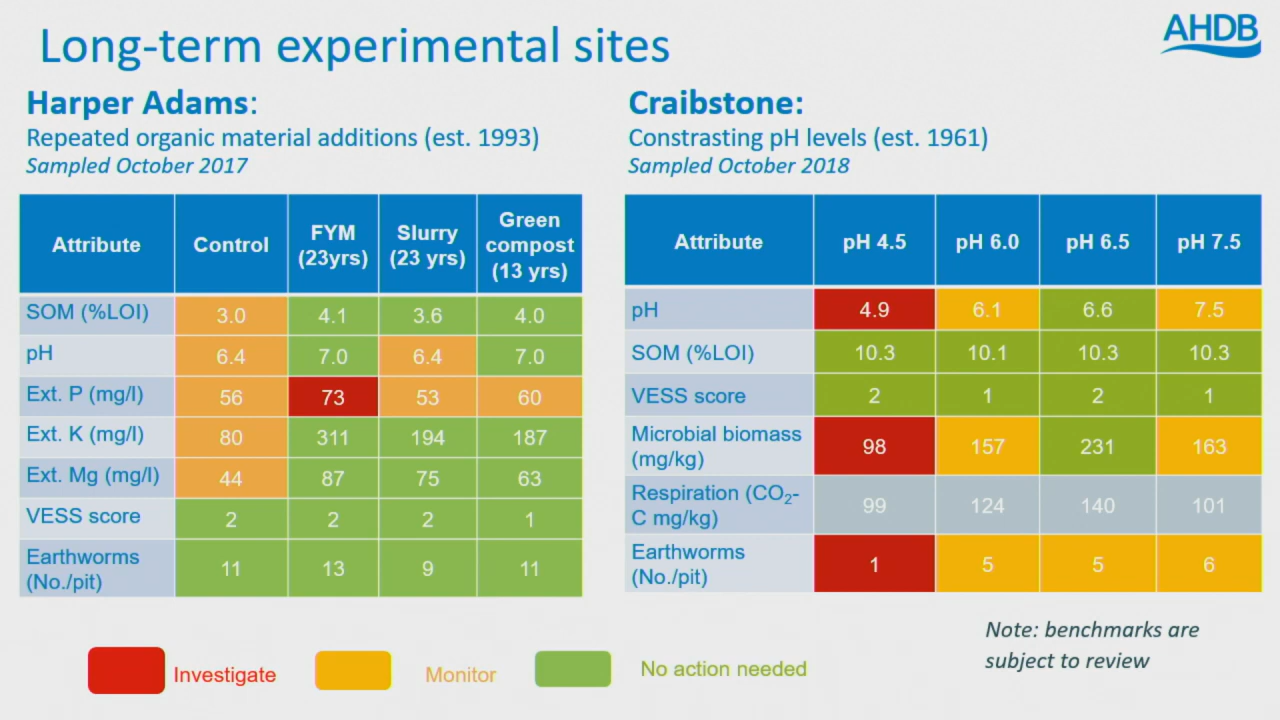 Long-term experimental sites
AHDB
Harper Adams:
Repeated organic material additions (est. 1993)
Sampled October 2017
Attribute Control FYM (23yrs) Slurry (23 yrs) Green compost (13 yrs)
SOM (%LOI) 3.0 4.1 3.6 4.0
pH 6.4 7.0 6.4 7.0
Ext. P (mg/l) 56 73 53 60
Ext. K (mg/l) 80 311 194 187
Ext. Mg (mg/l) 44 87 75 63
VESS score 2 2 2 1
Earthworms (No./pit) 11 13 9 11
Craibstone:
Constrasting pH levels (est. 1961)
Sampled October 2018
Attribute pH 4.5 pH 6.0 pH 6.5 pH 7.5
pH 4.9 6.1 6.6 7.5
SOM (%LOI) 10.3 10.1 10.3 10.3
VESS score 2 1 2 1
Microbial biomass (mg/kg) 98 157 231 163
Respiration (CO₂-C mg/kg) 99 124 140 101
Earthworms (No./pit) 1 5 5 6
Note: benchmarks are
subject to review
Investigate Monitor No action needed